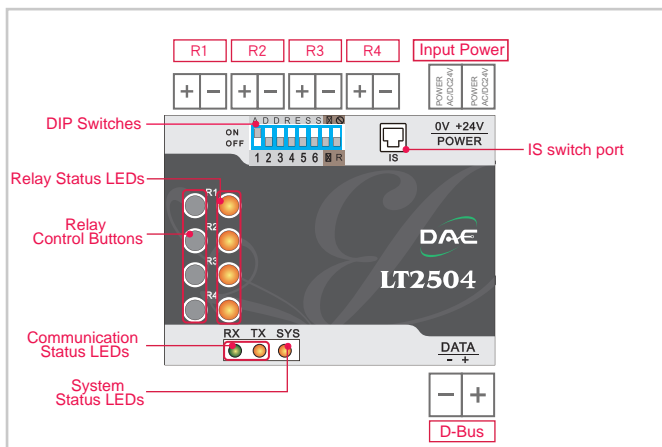 R1 R2 R3 R4 Input Power
+ − + − + − + −
POWER AC/DC24V POWER AC/DC24V
DIP Switches
A D D R E S S
ON
OFF
1 2 3 4 5 6 R
0V +24V
POWER
IS
IS switch port
Relay Status LEDs
R1
R2
R3
R4
Relay
Control Buttons
DAE
LT2504
Communication
Status LEDs
RX TX SYS
System
Status LEDs
DATA
- +
− +
D-Bus